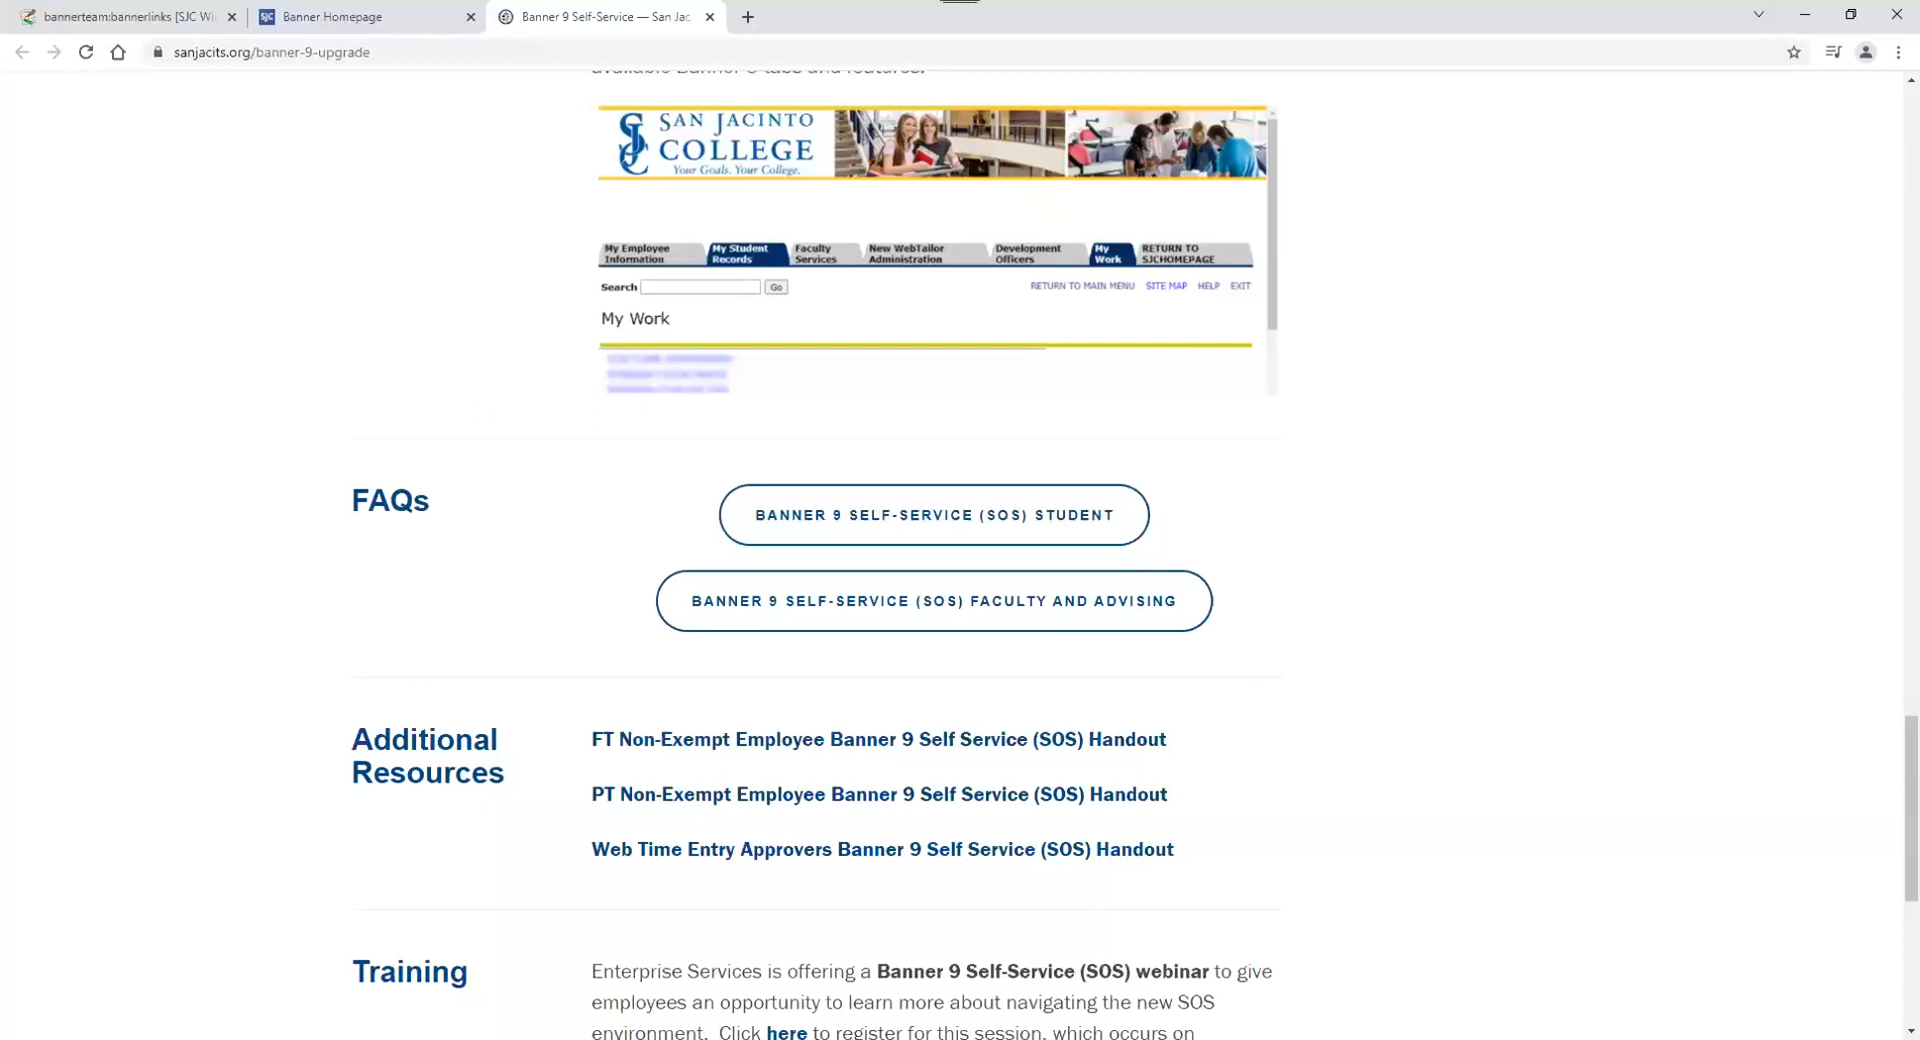 bannerteam:bannerlinks [SJC Wi
Banner Homepage
Banner 9 Self-Service — San Jac
sanjacits.org/banner-9-upgrade
SJC
SAN JACINTO
COLLEGE
Your Goals. Your College.
My Employee Information
My Student Records
Faculty Services
New WebTailor Administration
Development Officers
My Work
RETURN TO SJCHOMEPAGE
Search
Go
RETURN TO MAIN MENU SITE MAP HELP EXIT
My Work
FAQs
BANNER 9 SELF-SERVICE (SOS) STUDENT
BANNER 9 SELF-SERVICE (SOS) FACULTY AND ADVISING
Additional
Resources
FT Non-Exempt Employee Banner 9 Self Service (SOS) Handout
PT Non-Exempt Employee Banner 9 Self Service (SOS) Handout
Web Time Entry Approvers Banner 9 Self Service (SOS) Handout
Training
Enterprise Services is offering a Banner 9 Self-Service (SOS) webinar to give
employees an opportunity to learn more about navigating the new SOS
environment. Click here to register for this session, which occurs on